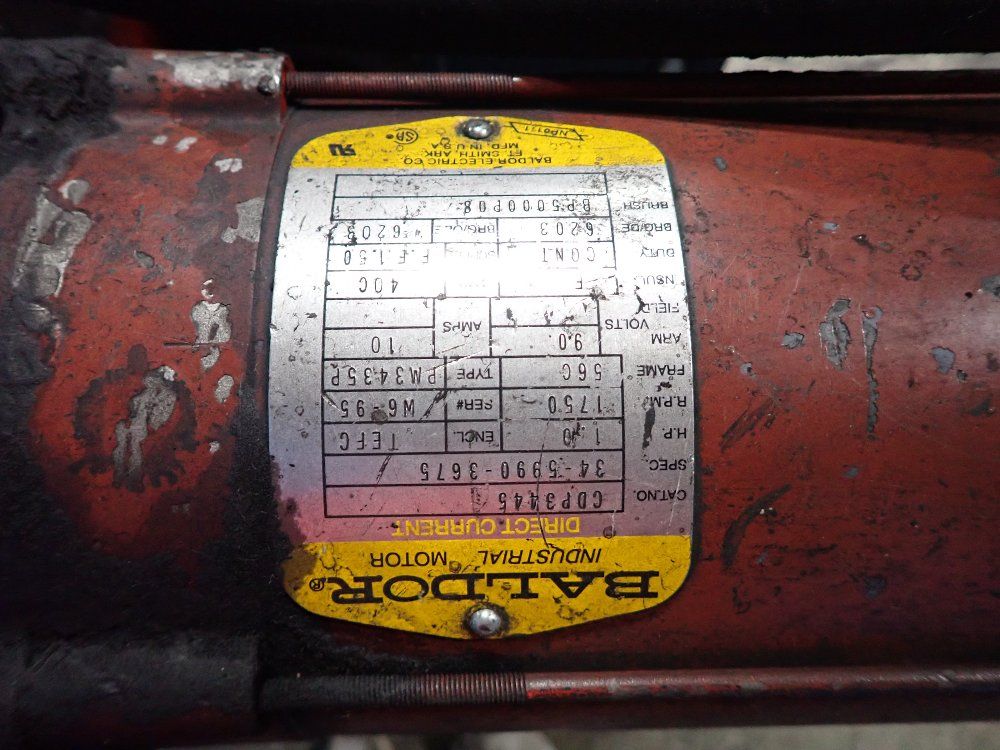 BALDOR®
INDUSTRIAL MOTOR
DIRECT CURRENT
CAT.NO. CDP3445
SPEC. 34-5990-3675
H.P. 1.0 ENCL. TEFC
R.P.M. 1750 SER# W6-95
FRAME 56C TYPE PM3435P
ARM 90 10
VOLTS AMPS
FIELD
INSUL. F 40C
DUTY CONT F.F.1.50
BRG/DE 6203 BRG/OE 6203
BRUSH BP5000P08
BALDOR ELECTRIC CO.
FT. SMITH, ARK.
MFD. IN U.S.A.
NP0111
SA